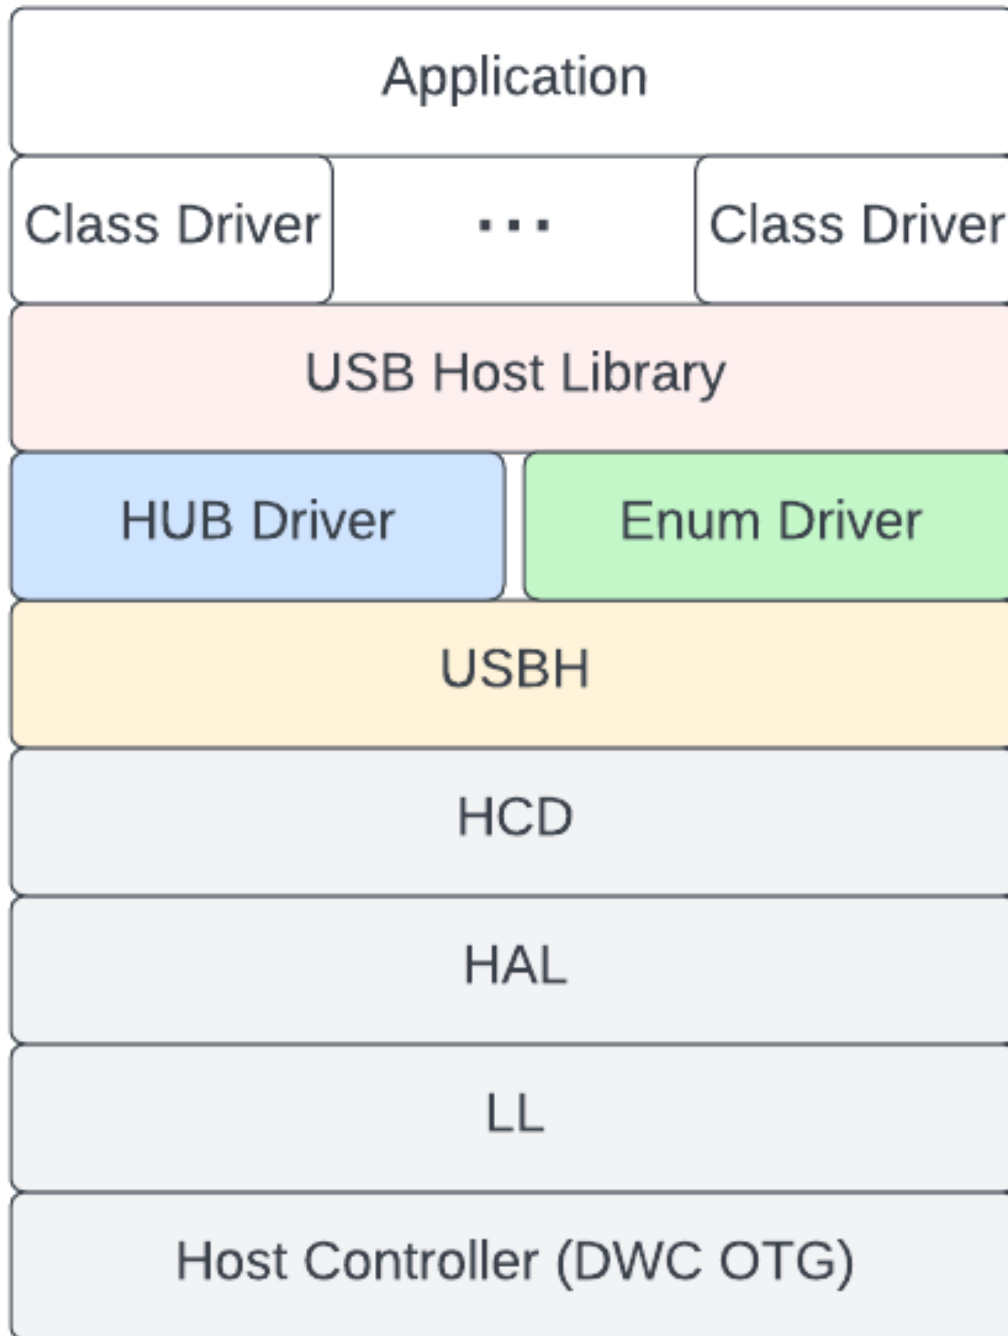 Application
Class Driver ... Class Driver
USB Host Library
HUB Driver Enum Driver
USBH
HCD
HAL
LL
Host Controller (DWC OTG)